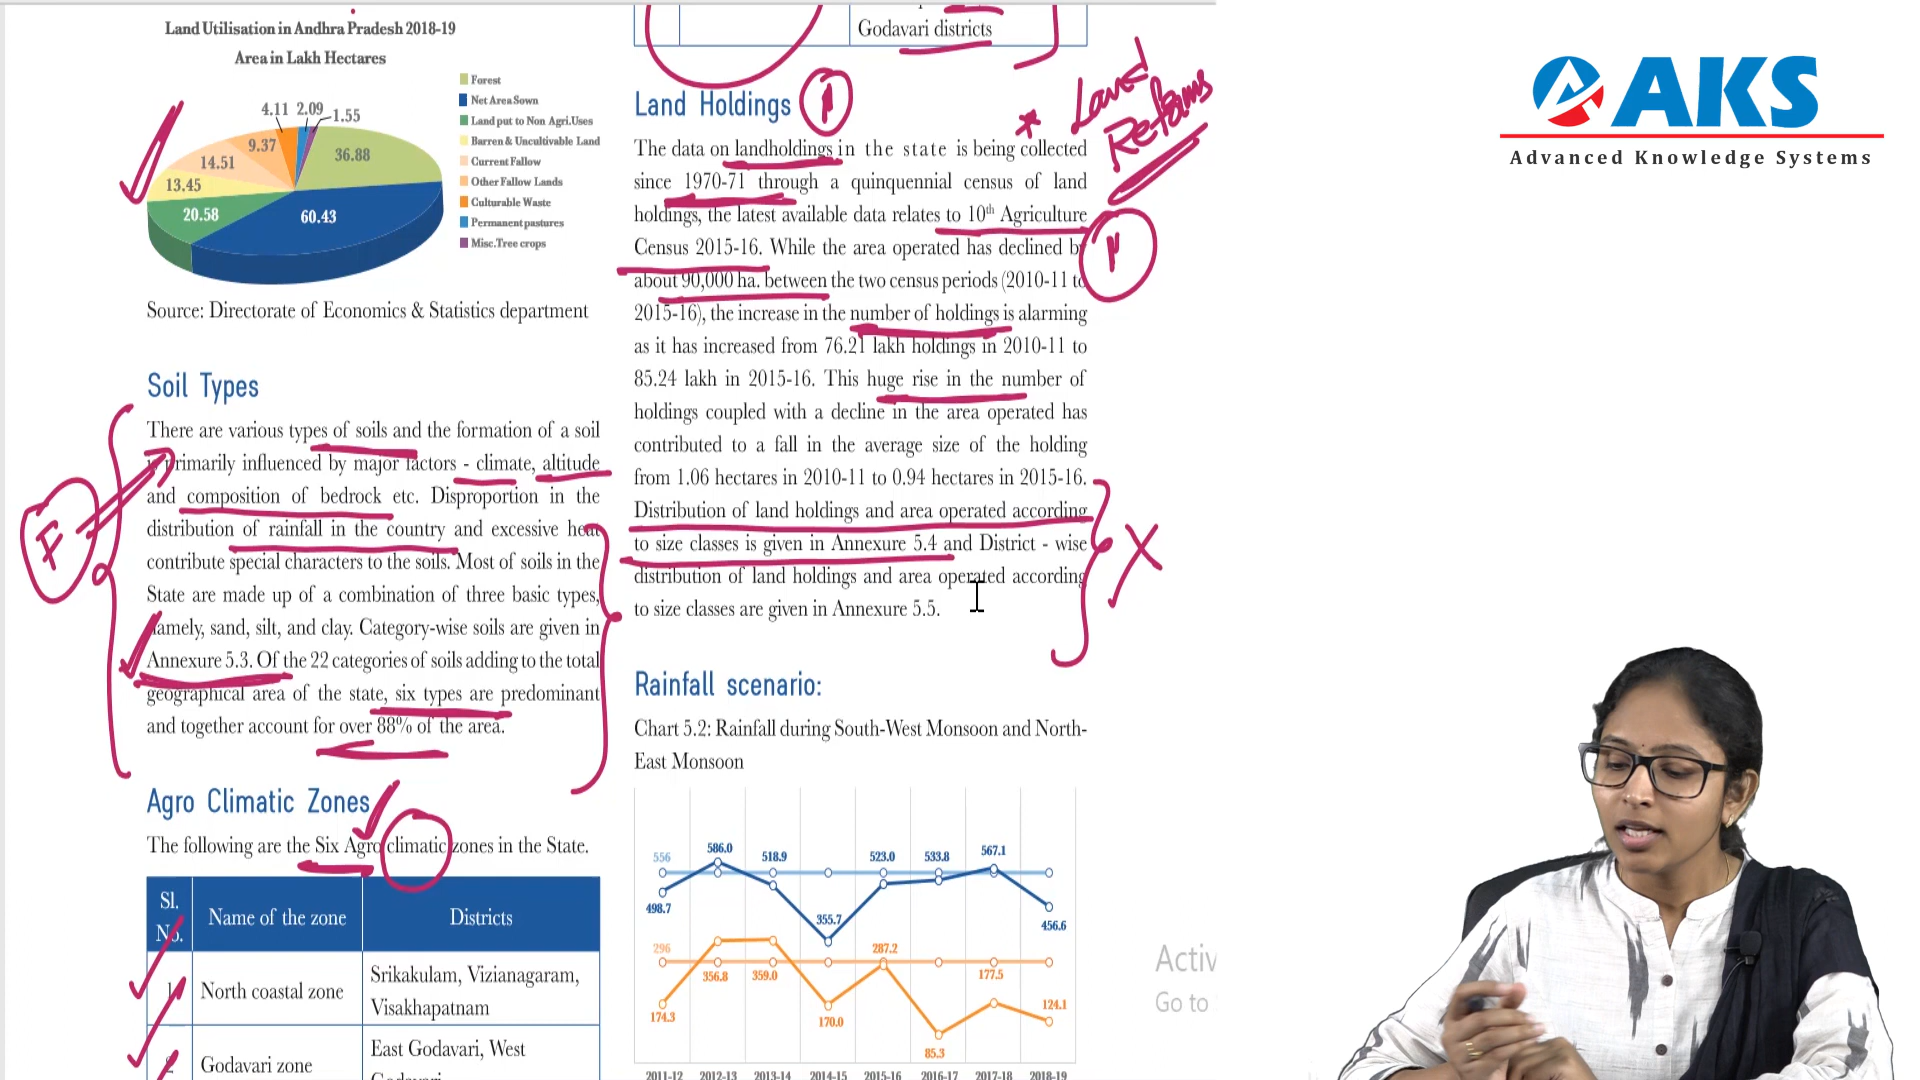 Land Utilisation in Andhra Pradesh 2018-19
Area in Lakh Hectares
4.11 2.09 1.55
9.37
36.88
14.51
13.45
20.58
60.43
Forest
Net Area Sown
Land put to Non Agri.Uses
Barren & Uncultivable Land
Current Fallow
Other Fallow Lands
Culturable Waste
Permanent pastures
Misc.Tree crops
Source: Directorate of Economics & Statistics department
Soil Types
There are various types of soils and the formation of a soil
primarily influenced by major factors - climate, altitude
and composition of bedrock etc. Disproportion in the
distribution of rainfall in the country and excessive heat
contribute special characters to the soils. Most of soils in the
State are made up of a combination of three basic types,
namely, sand, silt, and clay. Category-wise soils are given in
Annexure 5.3. Of the 22 categories of soils adding to the total
geographical area of the state, six types are predominant
and together account for over 88% of the area.
F
Agro Climatic Zones
The following are the Six Agro climatic zones in the State.
Sl. No.
Name of the zone
Districts
1
North coastal zone
Srikakulam, Vizianagaram,
Visakhapatnam
2
Godavari zone
East Godavari, West
Godavari districts
Land Holdings
* Land
Reforms
The data on landholdings in the state is being collected
since 1970-71 through a quinquennial census of land
holdings, the latest available data relates to 10th Agriculture
Census 2015-16. While the area operated has declined by
about 90,000 ha. between the two census periods (2010-11 to
2015-16), the increase in the number of holdings is alarming
as it has increased from 76.21 lakh holdings in 2010-11 to
85.24 lakh in 2015-16. This huge rise in the number of
holdings coupled with a decline in the area operated has
contributed to a fall in the average size of the holding
from 1.06 hectares in 2010-11 to 0.94 hectares in 2015-16.
Distribution of land holdings and area operated according
to size classes is given in Annexure 5.4 and District - wise
distribution of land holdings and area operated according
to size classes are given in Annexure 5.5.
Rainfall scenario:
Chart 5.2: Rainfall during South-West Monsoon and North-
East Monsoon
556 586.0 518.9 523.0 533.8 567.1
498.7 355.7 456.6
296 287.2
356.8 359.0 177.5
174.3 170.0 124.1
85.3
2011-12 2012-13 2013-14 2014-15 2015-16 2016-17 2017-18 2018-19
AKS
Advanced Knowledge Systems
Activ
Go to